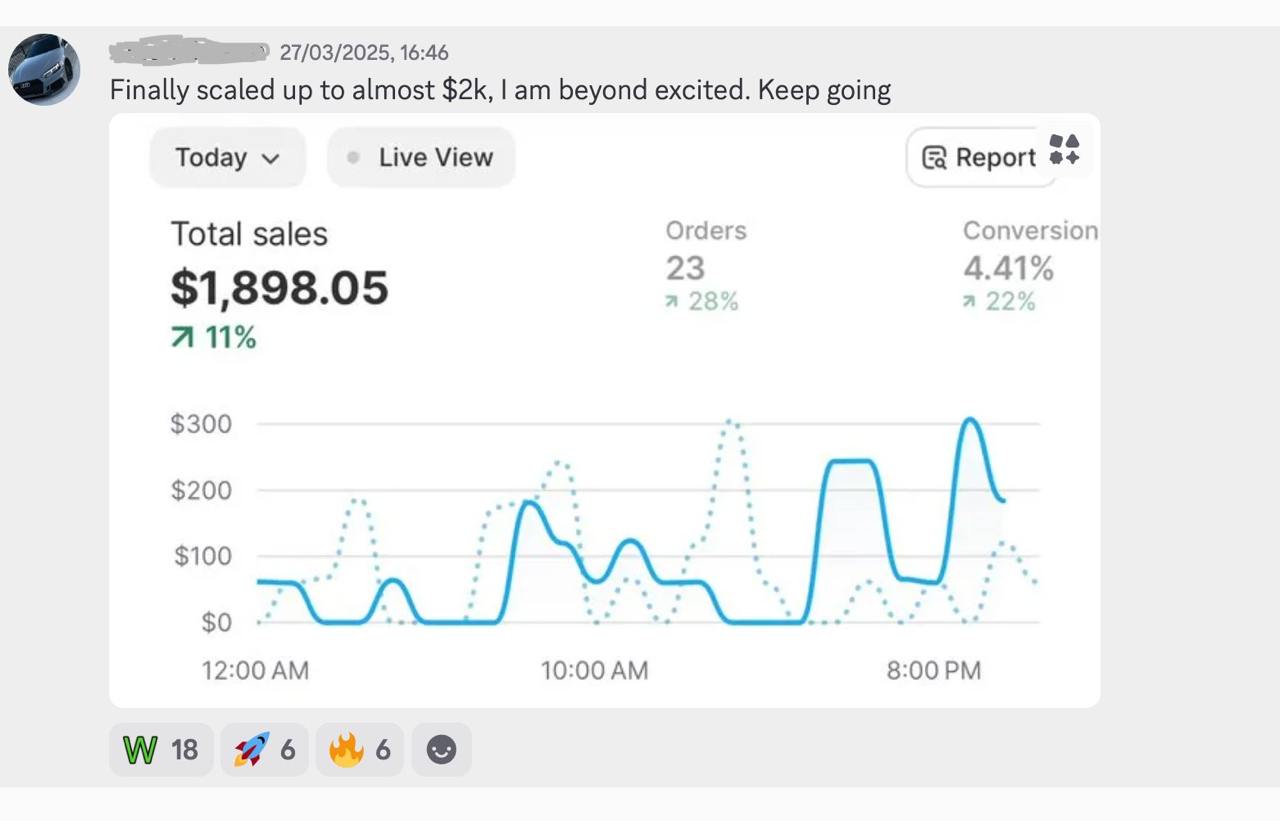 27/03/2025, 16:46
Finally scaled up to almost $2k, I am beyond excited. Keep going
Today Live View Report
Total sales Orders Conversion
$1,898.05 23 4.41%
11% 28% 22%
$300
$200
$100
$0
12:00 AM 10:00 AM 8:00 PM
W 18 6 6